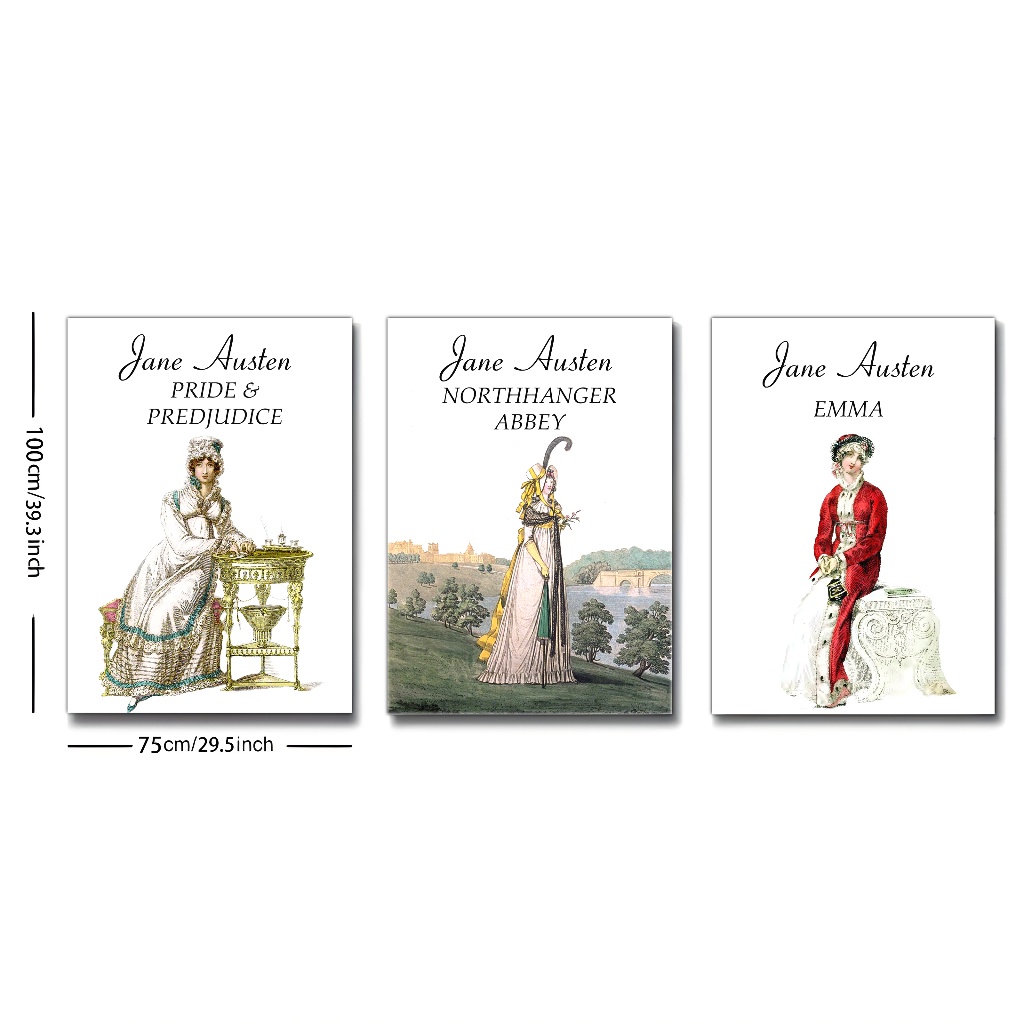 Jane Austen
PRIDE &
PREDJUDICE
Jane Austen
NORTHHANGER
ABBEY
Jane Austen
EMMA
100cm/39.3inch
75cm/29.5inch